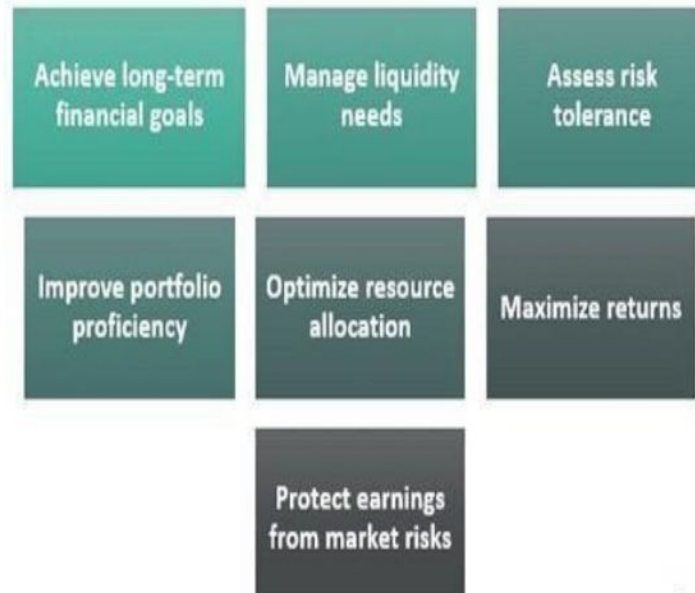 Achieve long-term
financial goals
Manage liquidity
needs
Assess risk
tolerance
Improve portfolio
proficiency
Optimize resource
allocation
Maximize returns
Protect earnings
from market risks